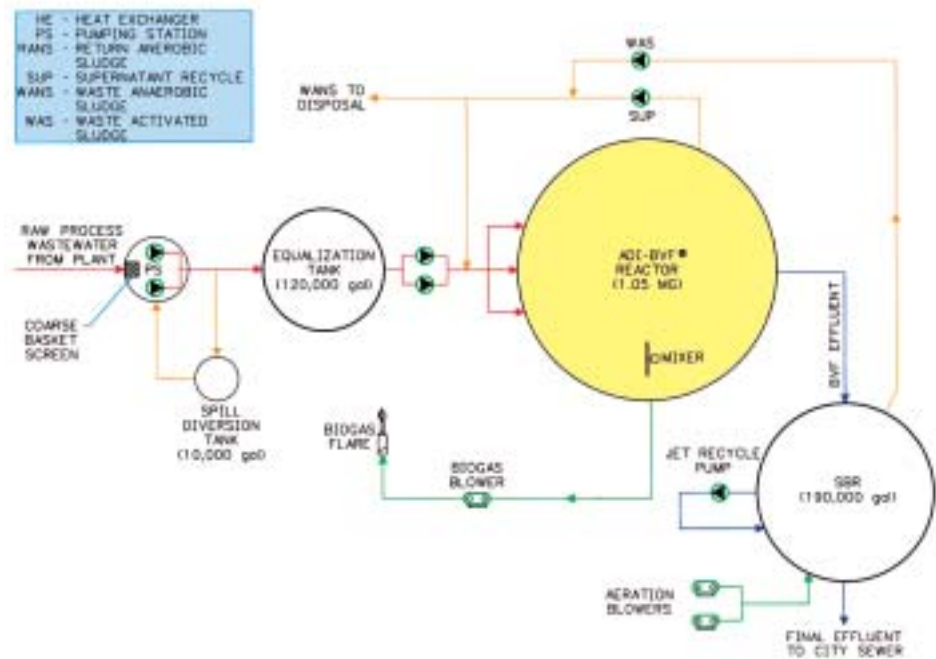 HE - HEAT EXCHANGER
PS - PUMPING STATION
RANS - RETURN ANEROBIC
SLUDGE
SUP - SUPERNATANT RECYCLE
WANS - WASTE ANAEROBIC
SLUDGE
WAS - WASTE ACTIVATED
SLUDGE
WAS
WANS TO
DISPOSAL
SUP
RAW PROCESS
WASTEWATER
FROM PLANT
PS
EQUALIZATION
TANK
(120,000 gal)
ADI-BVF®
REACTOR
(1.05 MG)
COARSE
BASKET
SCREEN
MIXER
BVF EFFLUENT
SPILL
DIVERSION
TANK
(10,000 gal)
BIOGAS
FLARE
BIOGAS
BLOWER
JET RECYCLE
PUMP
SBR
(190,000 gal)
AERATION
BLOWERS
FINAL EFFLUENT
TO CITY SEWER